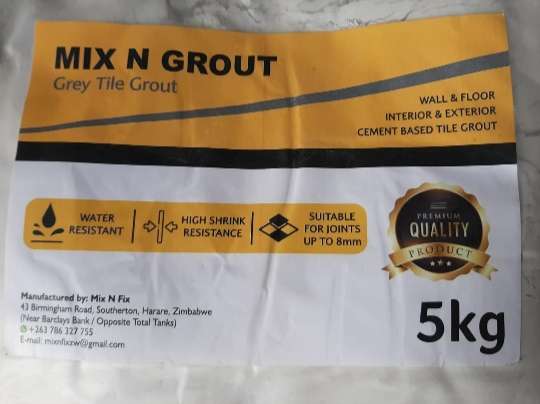 MIX N GROUT
Grey Tile Grout
WALL & FLOOR
INTERIOR & EXTERIOR
CEMENT BASED TILE GROUT
WATER
RESISTANT
HIGH SHRINK
RESISTANCE
SUITABLE
FOR JOINTS
UP TO 8mm
PREMIUM
QUALITY
PRODUCT
Manufactured by: Mix N Fix
43 Birmingham Road, Southerton, Harare, Zimbabwe
(Near Barclays Bank / Opposite Total Tanks)
+263 786 327 755
E-mail: mixnfixzw@gmail.com
5kg